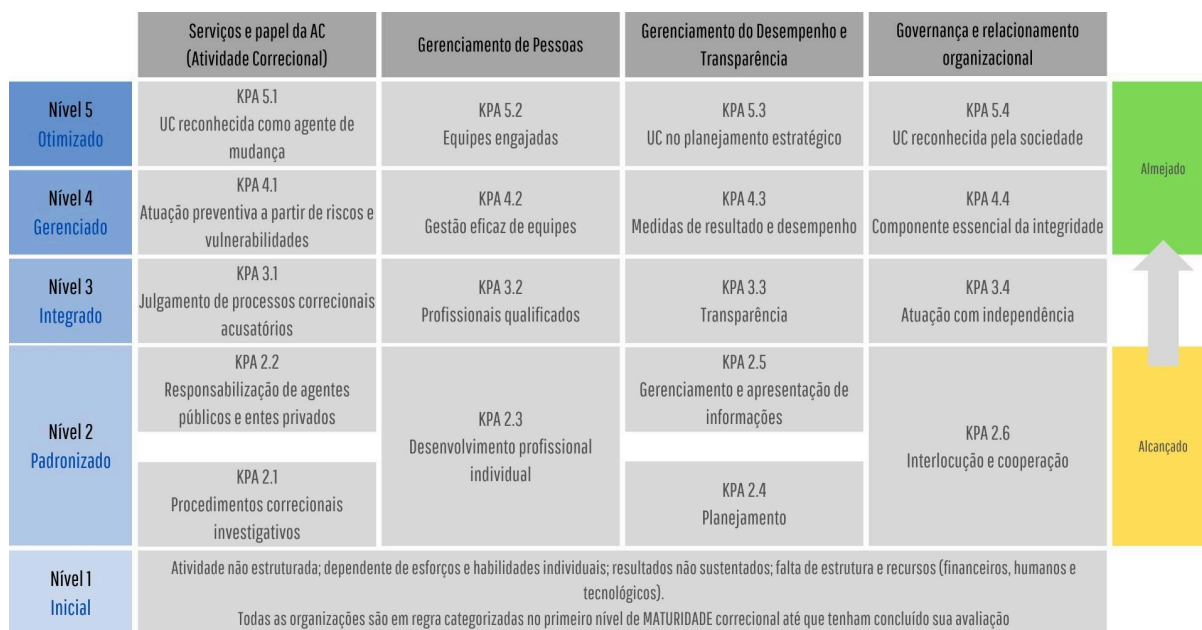 Serviços e papel da AC
(Atividade Correcional)
Gerenciamento de Pessoas
Gerenciamento do Desempenho e
Transparência
Governança e relacionamento
organizacional
Nível 5
Otimizado
KPA 5.1
UC reconhecida como agente de
mudança
KPA 5.2
Equipes engajadas
KPA 5.3
UC no planejamento estratégico
KPA 5.4
UC reconhecida pela sociedade
Almejado
Nível 4
Gerenciado
KPA 4.1
Atuação preventiva a partir de riscos e
vulnerabilidades
KPA 4.2
Gestão eficaz de equipes
KPA 4.3
Medidas de resultado e desempenho
KPA 4.4
Componente essencial da integridade
Nível 3
Integrado
KPA 3.1
Julgamento de processos correcionais
acusatórios
KPA 3.2
Profissionais qualificados
KPA 3.3
Transparência
KPA 3.4
Atuação com independência
Nível 2
Padronizado
KPA 2.2
Responsabilização de agentes
públicos e entes privados
KPA 2.1
Procedimentos correcionais
investigativos
KPA 2.3
Desenvolvimento profissional
individual
KPA 2.5
Gerenciamento e apresentação de
informações
KPA 2.4
Planejamento
KPA 2.6
Interlocução e cooperação
Alcançado
Nível 1
Inicial
Atividade não estruturada; dependente de esforços e habilidades individuais; resultados não sustentados; falta de estrutura e recursos (financeiros, humanos e
tecnológicos).
Todas as organizações são em regra categorizadas no primeiro nível de MATURIDADE correcional até que tenham concluído sua avaliação